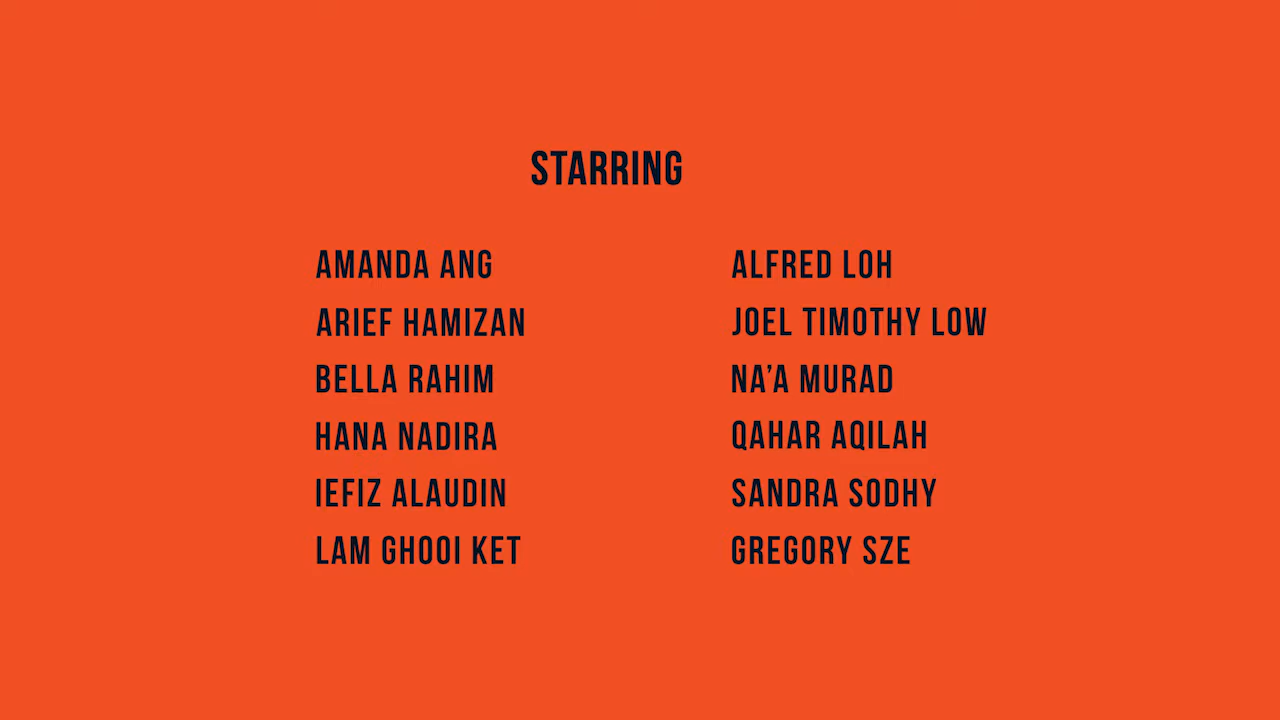 STARRING
AMANDA ANG
ARIEF HAMIZAN
BELLA RAHIM
HANA NADIRA
IEFIZ ALAUDIN
LAM GHOOI KET
ALFRED LOH
JOEL TIMOTHY LOW
NA’A MURAD
QAHAR AQILAH
SANDRA SODHY
GREGORY SZE